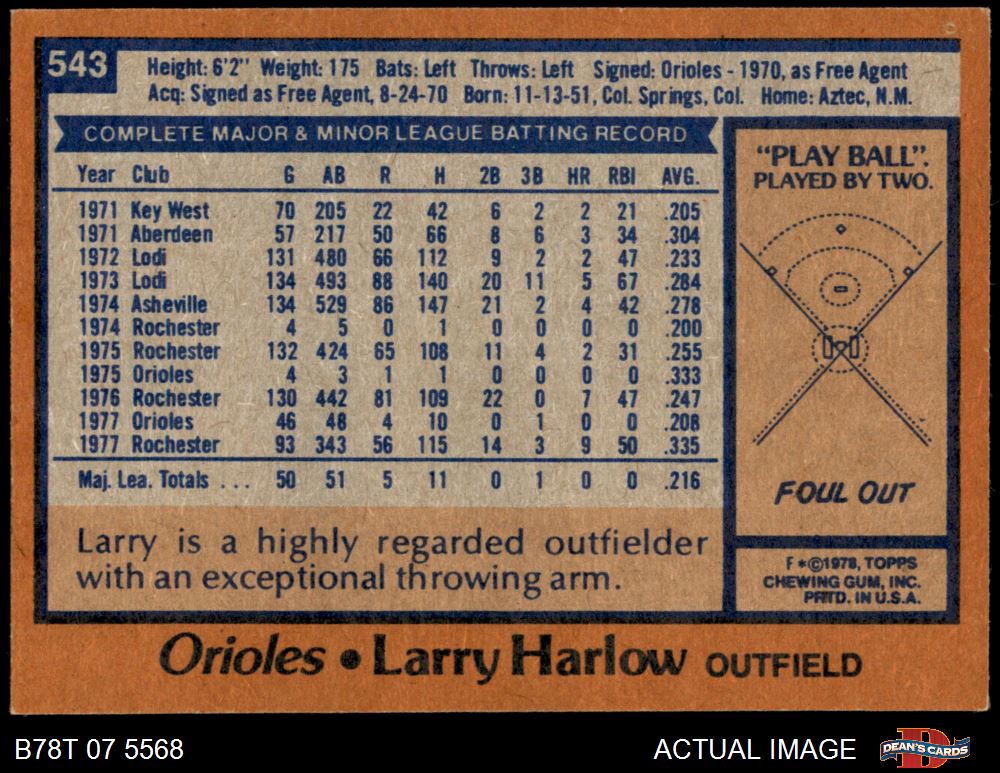 543
Height: 6'2" Weight: 175 Bats: Left Throws: Left Signed: Orioles - 1970, as Free Agent
Acq: Signed as Free Agent, 8-24-70 Born: 11-13-51, Col. Springs, Col. Home: Aztec, N.M.
COMPLETE MAJOR & MINOR LEAGUE BATTING RECORD
Year Club G AB R H 2B 3B HR RBI AVG.
1971 Key West 70 205 22 42 6 2 2 21 .205
1971 Aberdeen 57 217 50 66 8 6 3 34 .304
1972 Lodi 131 480 66 112 9 2 2 47 .233
1973 Lodi 134 493 88 140 20 11 5 67 .284
1974 Asheville 134 529 86 147 21 2 4 42 .278
1974 Rochester 4 5 0 1 0 0 0 0 .200
1975 Rochester 132 424 65 108 11 4 2 31 .255
1975 Orioles 4 3 1 1 0 0 0 0 .333
1976 Rochester 130 442 81 109 22 0 7 47 .247
1977 Orioles 46 48 4 10 0 1 0 0 .208
1977 Rochester 93 343 56 115 14 3 9 50 .335
Maj. Lea. Totals ... 50 51 5 11 0 1 0 0 .216
Larry is a highly regarded outfielder
with an exceptional throwing arm.
"PLAY BALL".
PLAYED BY TWO.
FOUL OUT
F *©1978, TOPPS
CHEWING GUM, INC.
PRTD. IN U.S.A.
Orioles • Larry Harlow OUTFIELD
B78T 07 5568 ACTUAL IMAGE DEAN'S CARDS